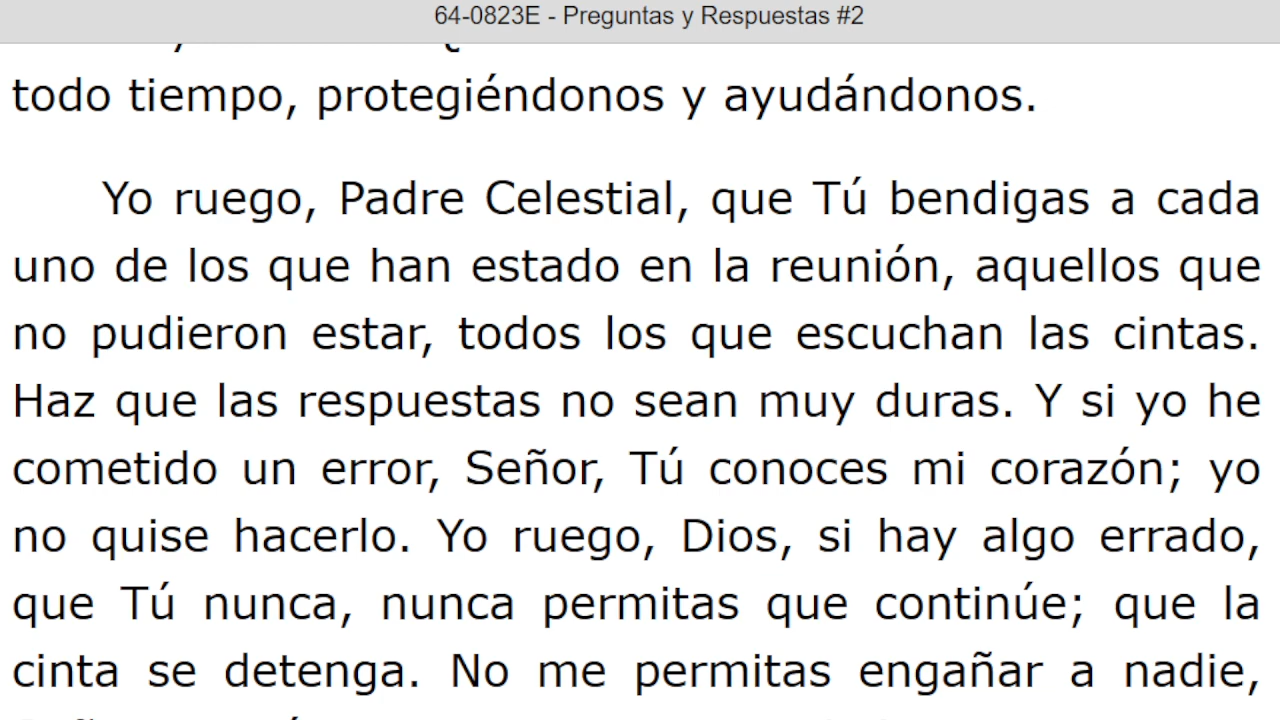 64-0823E - Preguntas y Respuestas #2
todo tiempo, protegiéndonos y ayudándonos.
Yo ruego, Padre Celestial, que Tú bendigas a cada
uno de los que han estado en la reunión, aquellos que
no pudieron estar, todos los que escuchan las cintas.
Haz que las respuestas no sean muy duras. Y si yo he
cometido un error, Señor, Tú conoces mi corazón; yo
no quise hacerlo. Yo ruego, Dios, si hay algo errado,
que Tú nunca, nunca permitas que continúe; que la
cinta se detenga. No me permitas engañar a nadie,